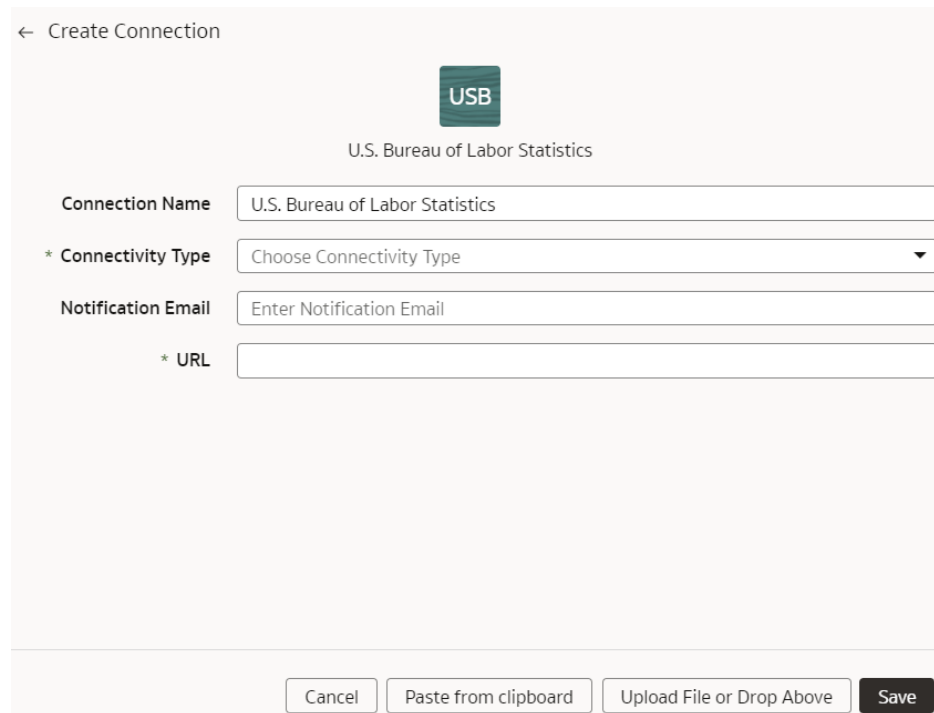 ← Create Connection
USB
U.S. Bureau of Labor Statistics
Connection Name U.S. Bureau of Labor Statistics
* Connectivity Type Choose Connectivity Type
Notification Email Enter Notification Email
* URL
Cancel Paste from clipboard Upload File or Drop Above Save